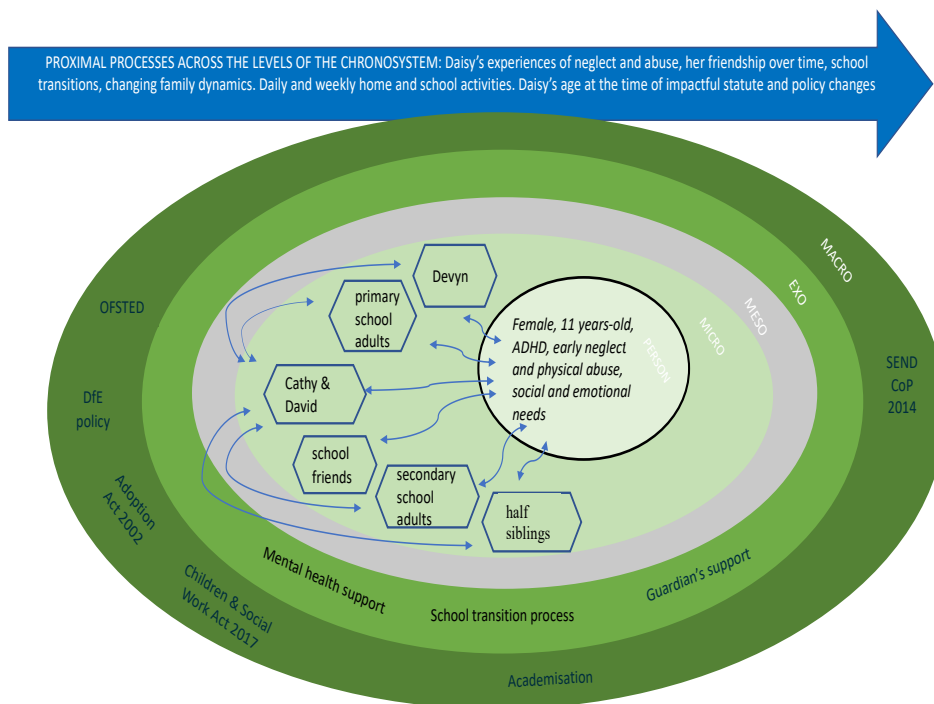 PROXIMAL PROCESSES ACROSS THE LEVELS OF THE CHRONOSYSTEM: Daisy's experiences of neglect and abuse, her friendship over time, school
transitions, changing family dynamics. Daily and weekly home and school activities. Daisy's age at the time of impactful statute and policy changes
MACRO
EXO
MESO
MICRO
PERSON
Devyn
primary
school
adults
Cathy &
David
school
friends
secondary
school
adults
half
siblings
Female, 11 years-old,
ADHD, early neglect
and physical abuse,
social and emotional
needs
OFSTED
DfE
policy
Adoption
Act 2002
Children & Social
Work Act 2017
Academisation
SEND
CoP
2014
Mental health support
School transition process
Guardian's support